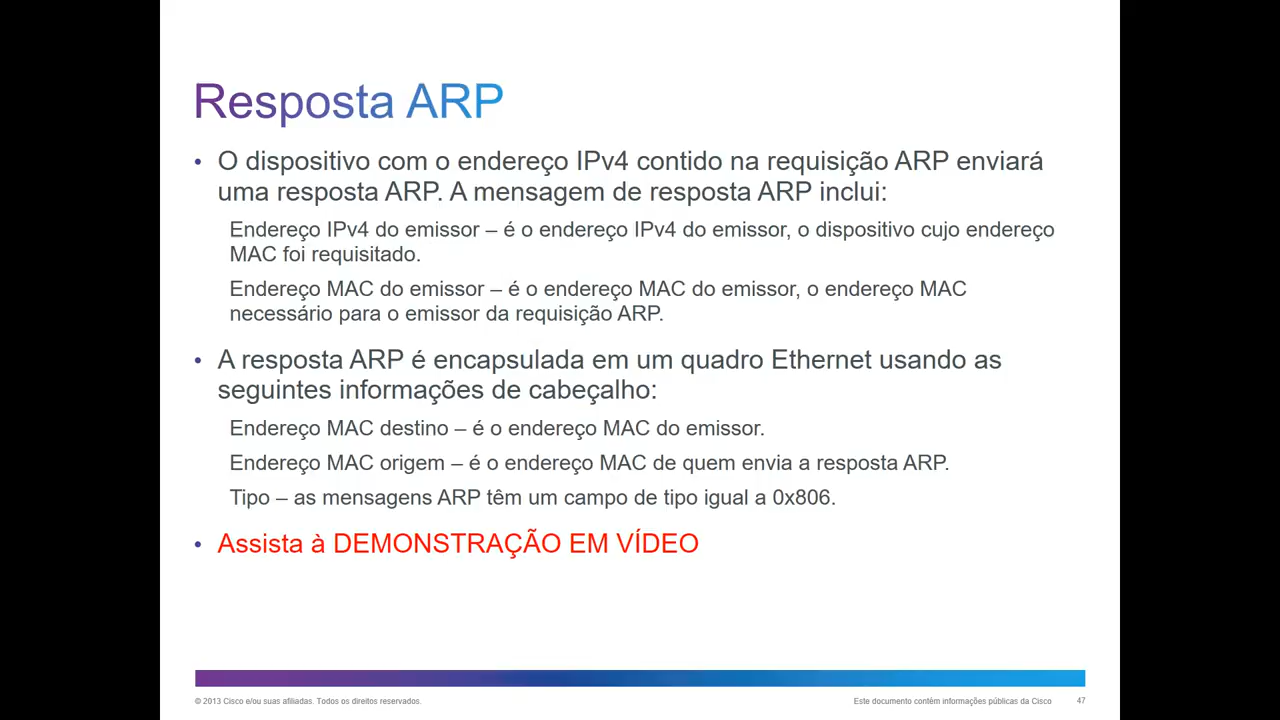 Resposta ARP
• O dispositivo com o endereço IPv4 contido na requisição ARP enviará
uma resposta ARP. A mensagem de resposta ARP inclui:
Endereço IPv4 do emissor – é o endereço IPv4 do emissor, o dispositivo cujo endereço
MAC foi requisitado.
Endereço MAC do emissor – é o endereço MAC do emissor, o endereço MAC
necessário para o emissor da requisição ARP.
• A resposta ARP é encapsulada em um quadro Ethernet usando as
seguintes informações de cabeçalho:
Endereço MAC destino – é o endereço MAC do emissor.
Endereço MAC origem – é o endereço MAC de quem envia a resposta ARP.
Tipo – as mensagens ARP têm um campo de tipo igual a 0x806.
• Assista à DEMONSTRAÇÃO EM VÍDEO
© 2013 Cisco e/ou suas afiliadas. Todos os direitos reservados.
Este documento contêm informações públicas da Cisco
47